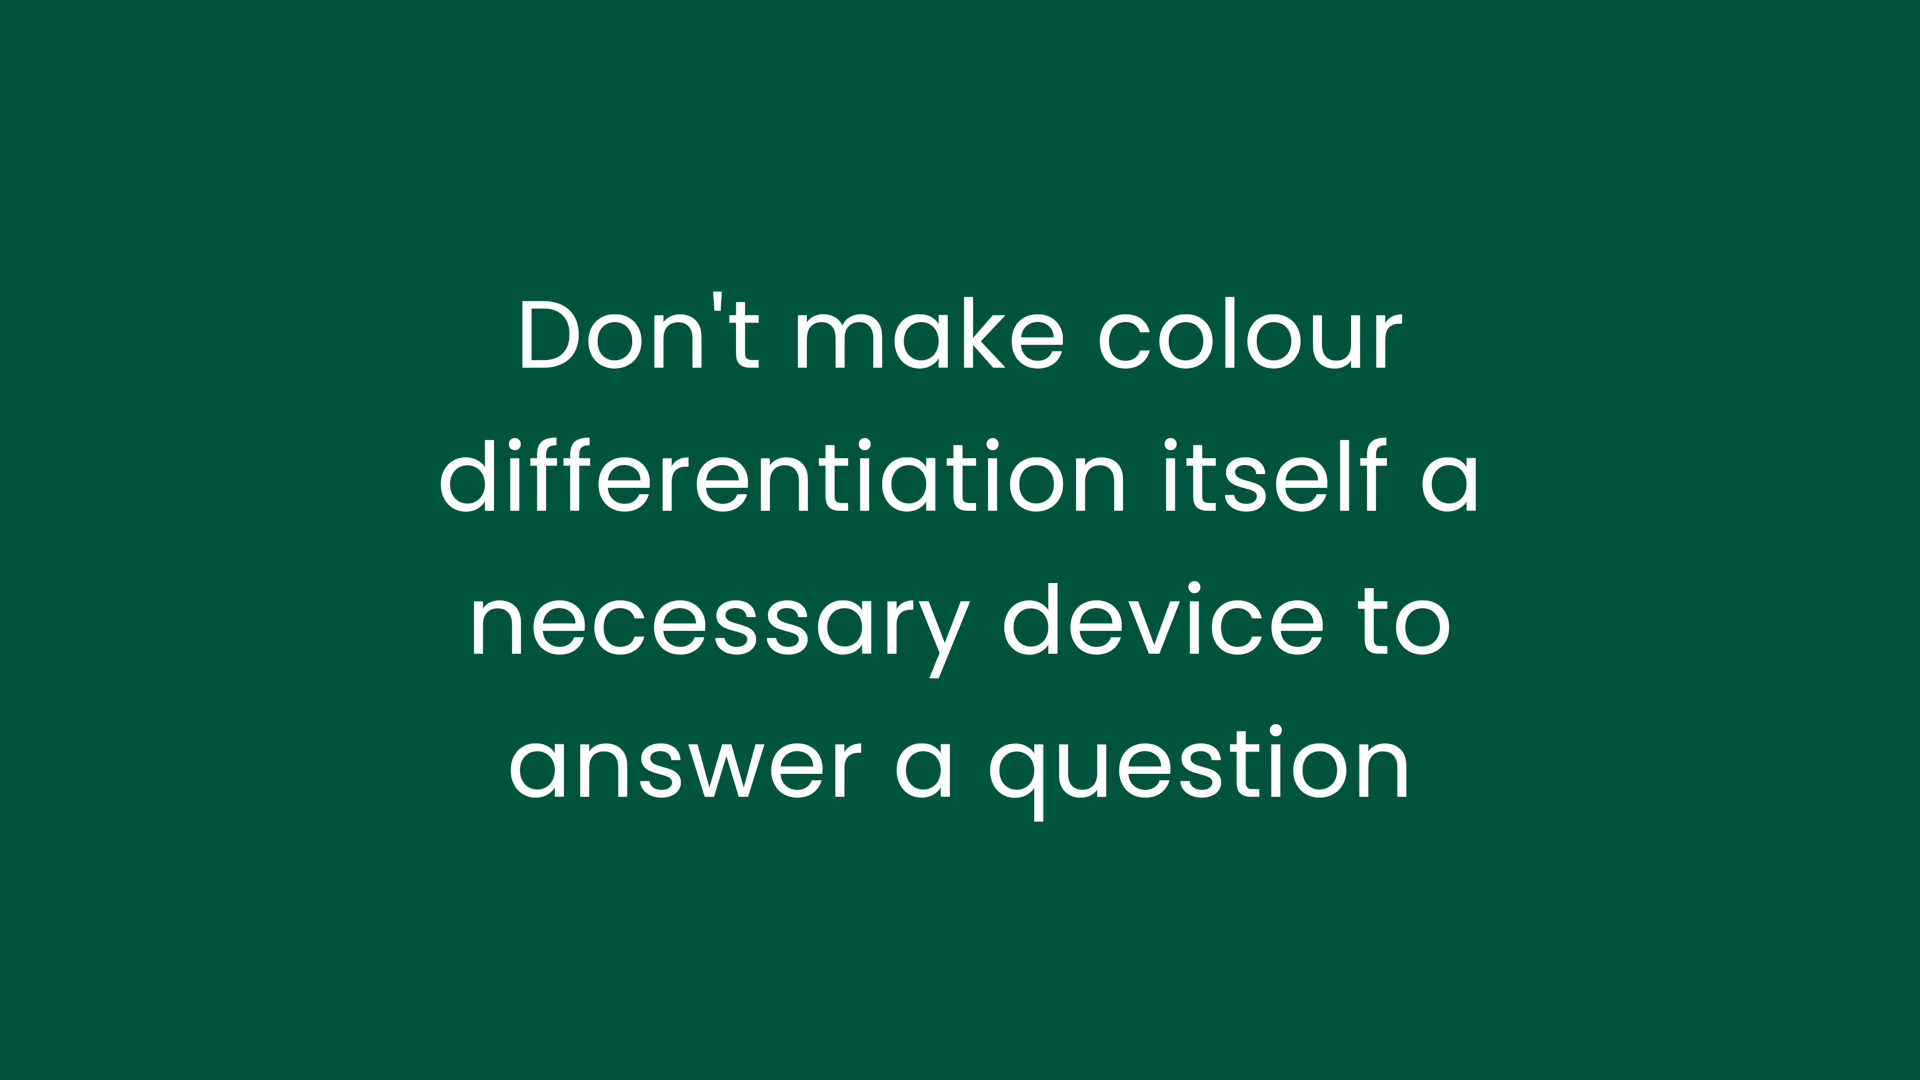 Don't make colour
differentiation itself a
necessary device to
answer a question